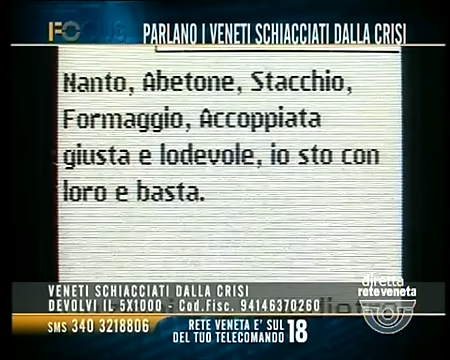 FOCUS
PARLANO I VENETI SCHIACCIATI DALLA CRISI
Nanto, Abetone, Stacchio,
Formaggio, Accoppiata
giusta e lodevole, io sto con
loro e basta.
diretta
reteveneta
VENETI SCHIACCIATI DALLA CRISI
DEVOLVI IL 5X1000 - Cod.Fisc. 94146370260
SMS 340 3218806
RETE VENETA E' SUL
DEL TUO TELECOMANDO 18